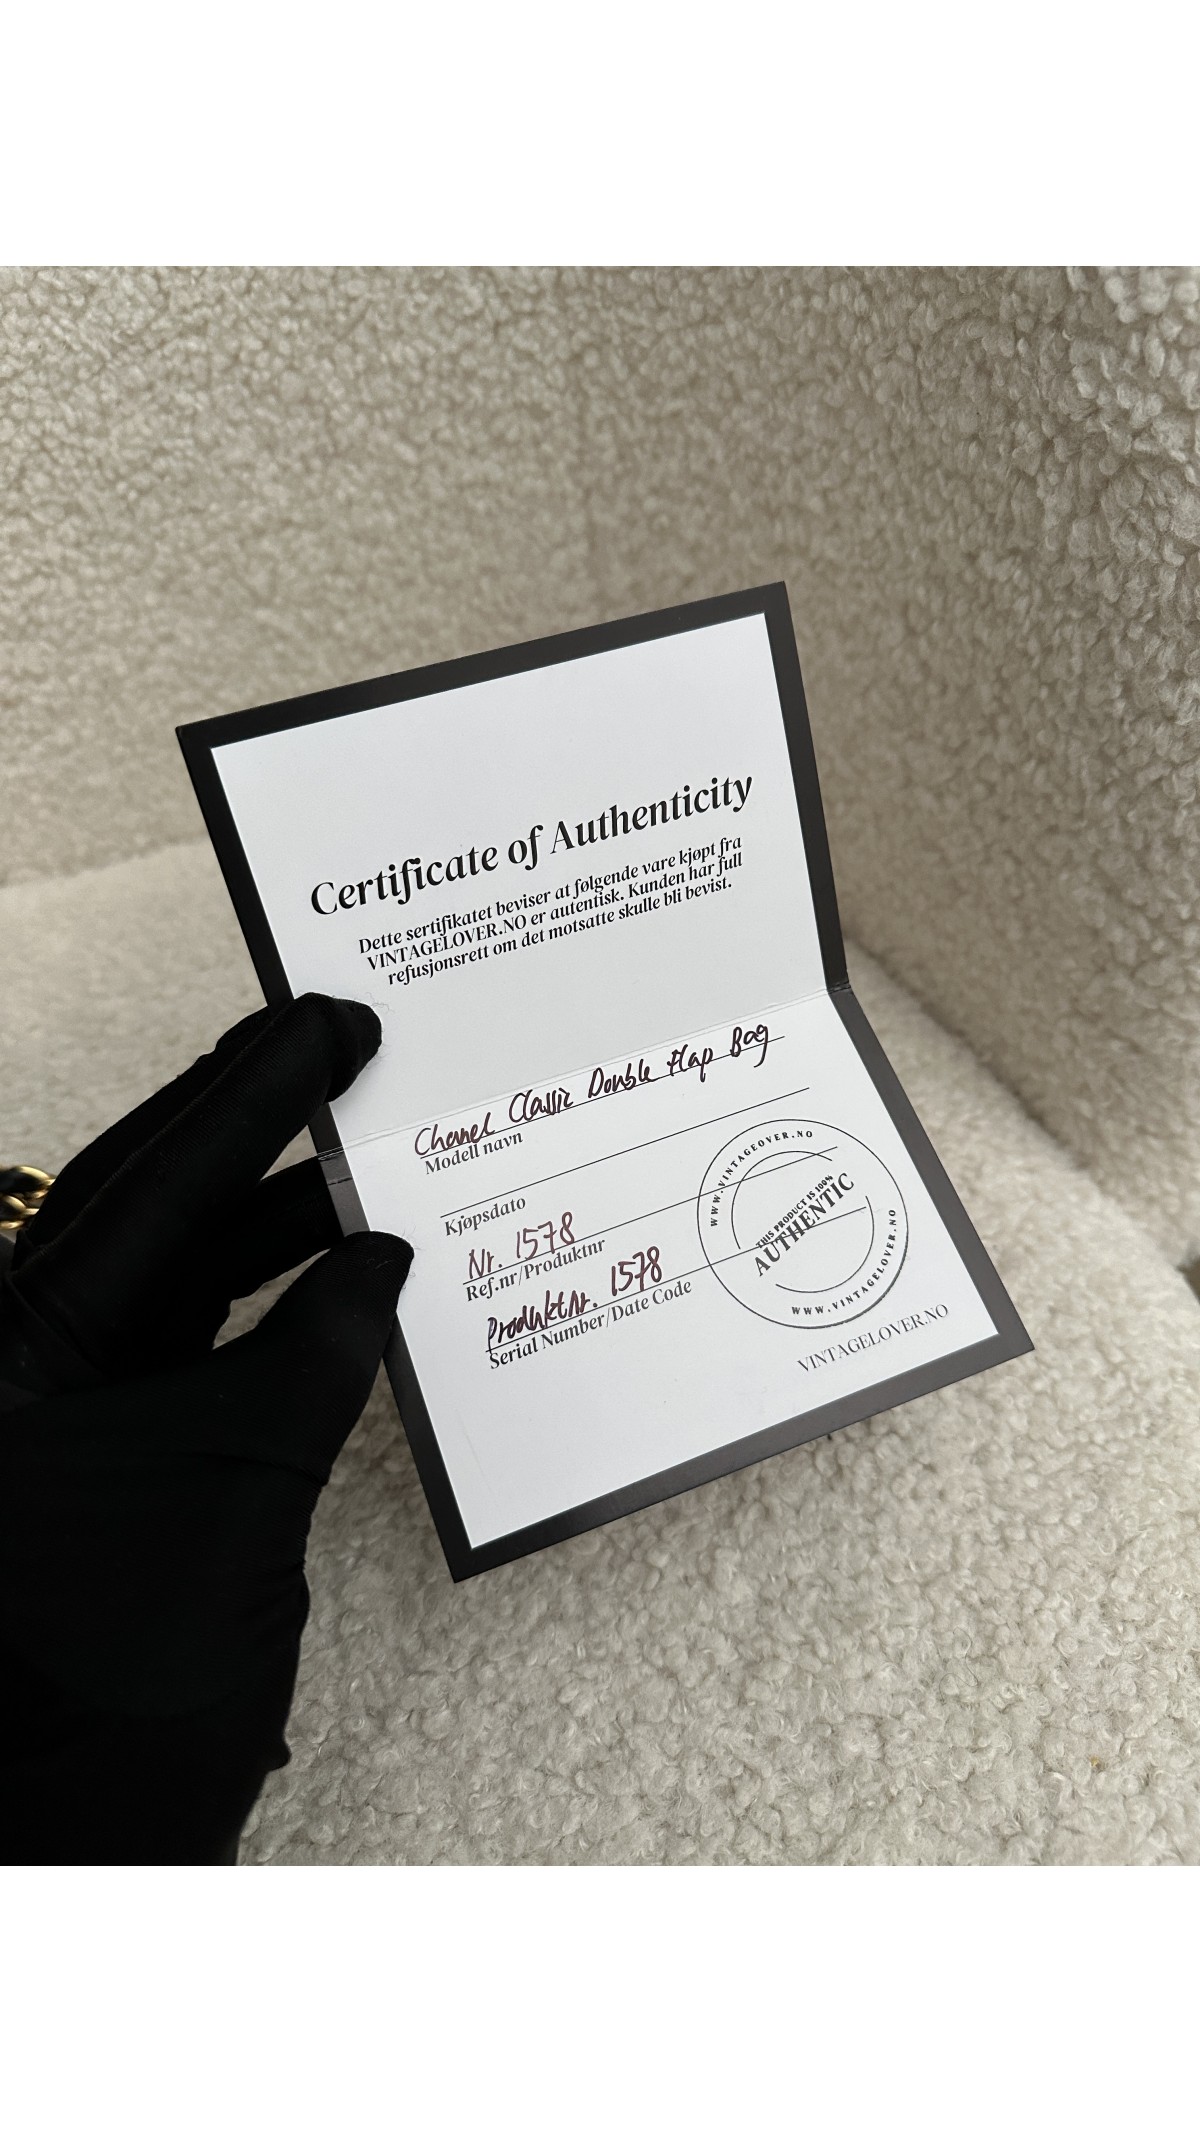 Certificate of Authenticity
Dette sertifikatet beviser at følgende vare kjøpt fra
VINTAGELOVER.NO er autentisk. Kunden har full
refusjonsrett om det motsatte skulle bli bevist.
Chanel Classic Double Flap Bag
Modell navn
Kjøpsdato
Nr. 1578
Ref.nr/Produktnr
Produktnr. 1578
Serial Number/Date Code
WWW.VINTAGEOVER.NO
THIS PRODUCT IS 100%
AUTHENTIC
WWW.VINTAGELOVER.NO
VINTAGELOVER.NO